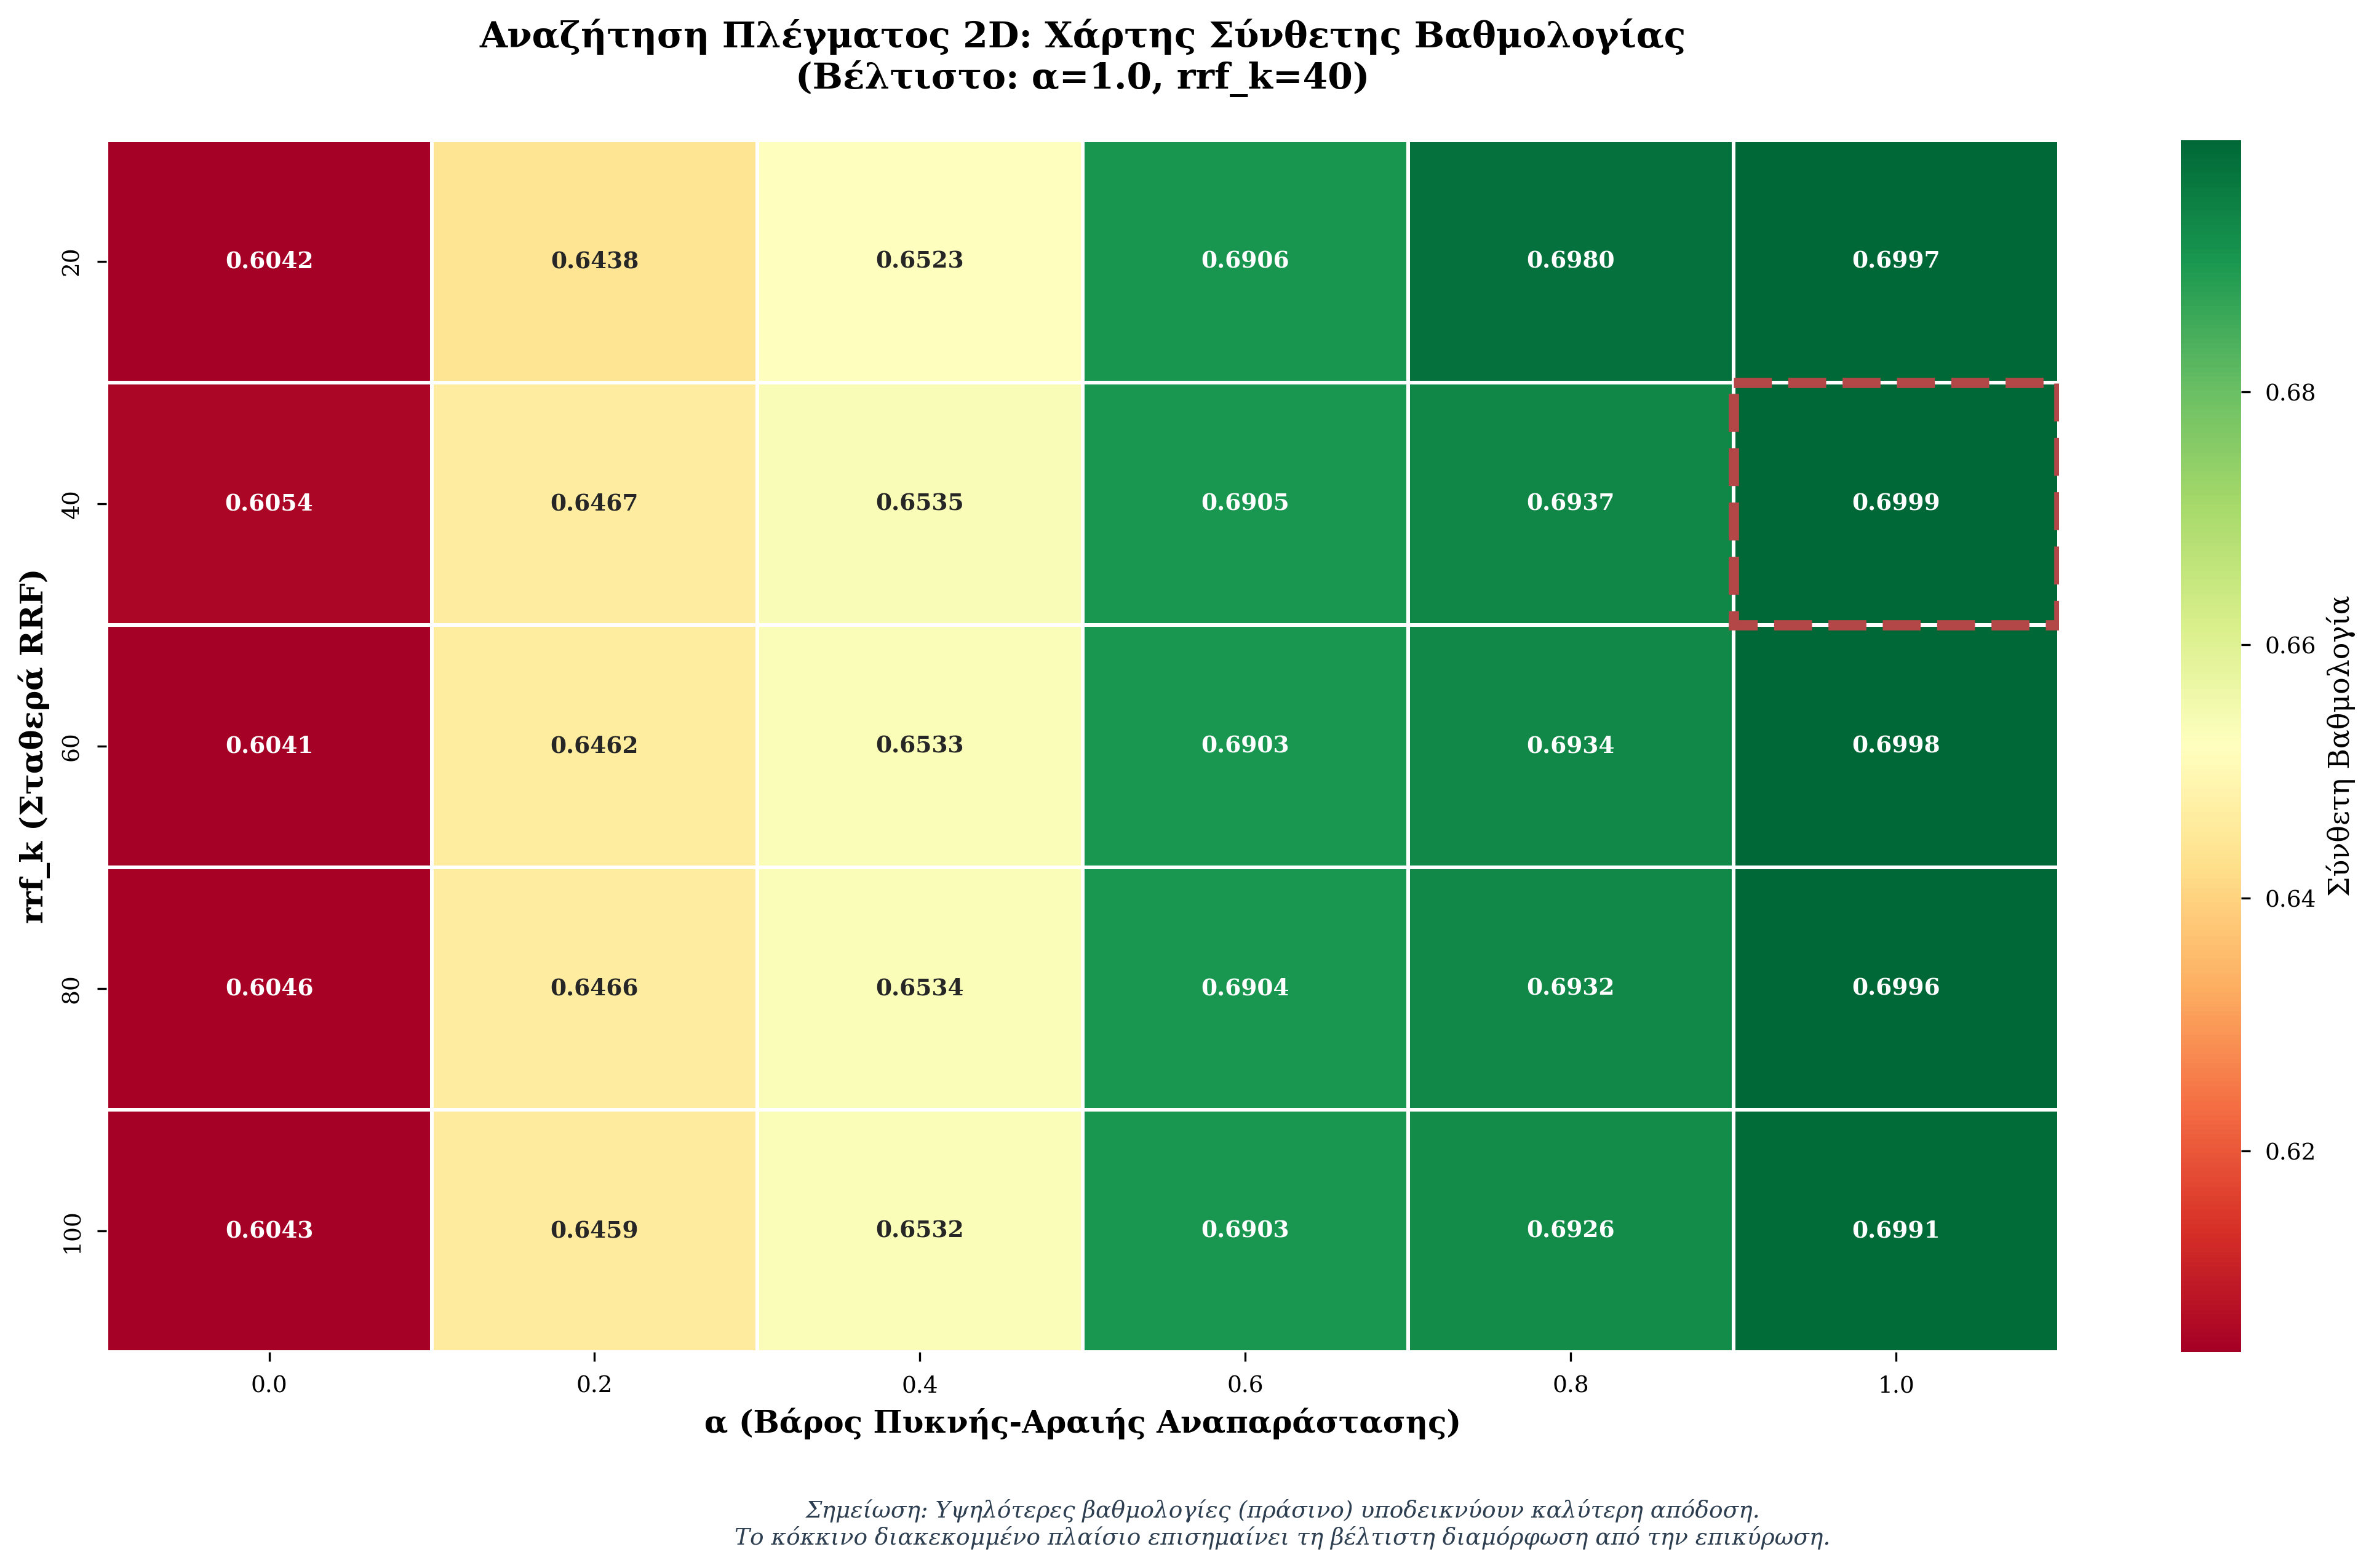 Αναζήτηση Πλέγματος 2D: Χάρτης Σύνθετης Βαθμολογίας
(Βέλτιστο: α=1.0, rrf_k=40)
rrf_k (Σταθερά RRF)
20
0.6042 0.6438 0.6523 0.6906 0.6980 0.6997
40
0.6054 0.6467 0.6535 0.6905 0.6937 0.6999
60
0.6041 0.6462 0.6533 0.6903 0.6934 0.6998
80
0.6046 0.6466 0.6534 0.6904 0.6932 0.6996
100
0.6043 0.6459 0.6532 0.6903 0.6926 0.6991
0.0 0.2 0.4 0.6 0.8 1.0
α (Βάρος Πυκνής-Αραιής Αναπαράστασης)
0.68
0.66
0.64
0.62
Σύνθετη Βαθμολογία
Σημείωση: Υψηλότερες βαθμολογίες (πράσινο) υποδεικνύουν καλύτερη απόδοση.
Το κόκκινο διακεκομμένο πλαίσιο επισημαίνει τη βέλτιστη διαμόρφωση από την επικύρωση.